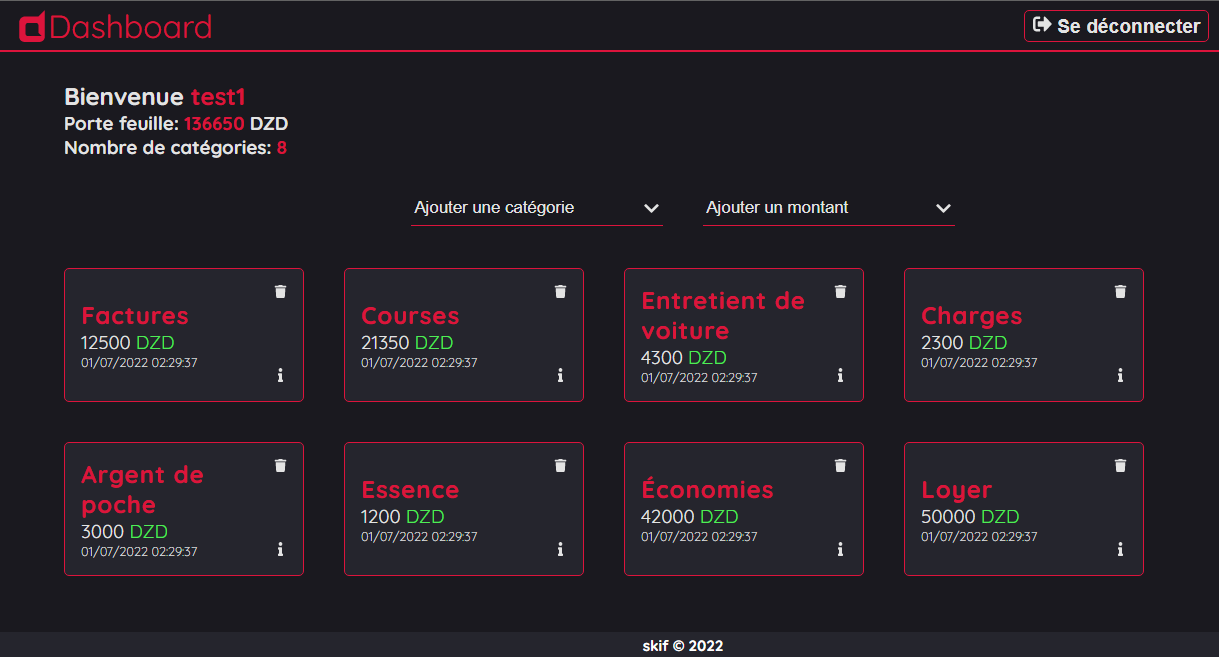 Dashboard
Se déconnecter
Bienvenue test1
Porte feuille: 136650 DZD
Nombre de catégories: 8
Ajouter une catégorie
Ajouter un montant
Factures
12500 DZD
01/07/2022 02:29:37
Courses
21350 DZD
01/07/2022 02:29:37
Entretient de
voiture
4300 DZD
01/07/2022 02:29:37
Charges
2300 DZD
01/07/2022 02:29:37
Argent de
poche
3000 DZD
01/07/2022 02:29:37
Essence
1200 DZD
01/07/2022 02:29:37
Économies
42000 DZD
01/07/2022 02:29:37
Loyer
50000 DZD
01/07/2022 02:29:37
skif © 2022